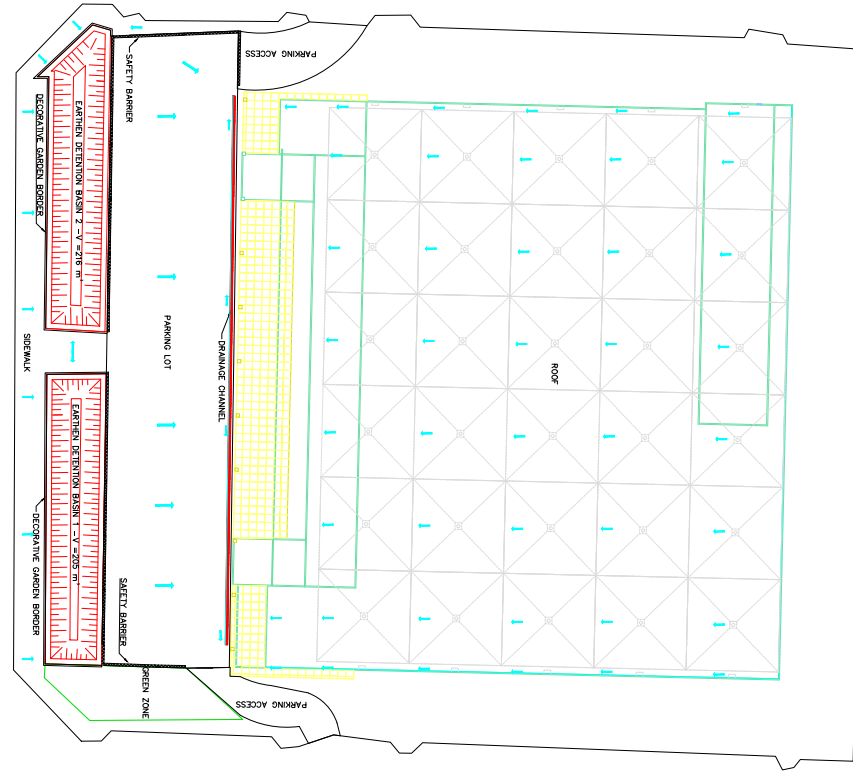 PARKING ACCESS
SAFETY BARRIER
DECORATIVE GARDEN BORDER
EARTHEN DETENTION BASIN 2 -V =216 m³
SIDEWALK
PARKING LOT
DRAINAGE CHANNEL
ROOF
EARTHEN DETENTION BASIN 1 -V =205 m³
DECORATIVE GARDEN BORDER
SAFETY BARRIER
GREEN ZONE
PARKING ACCESS